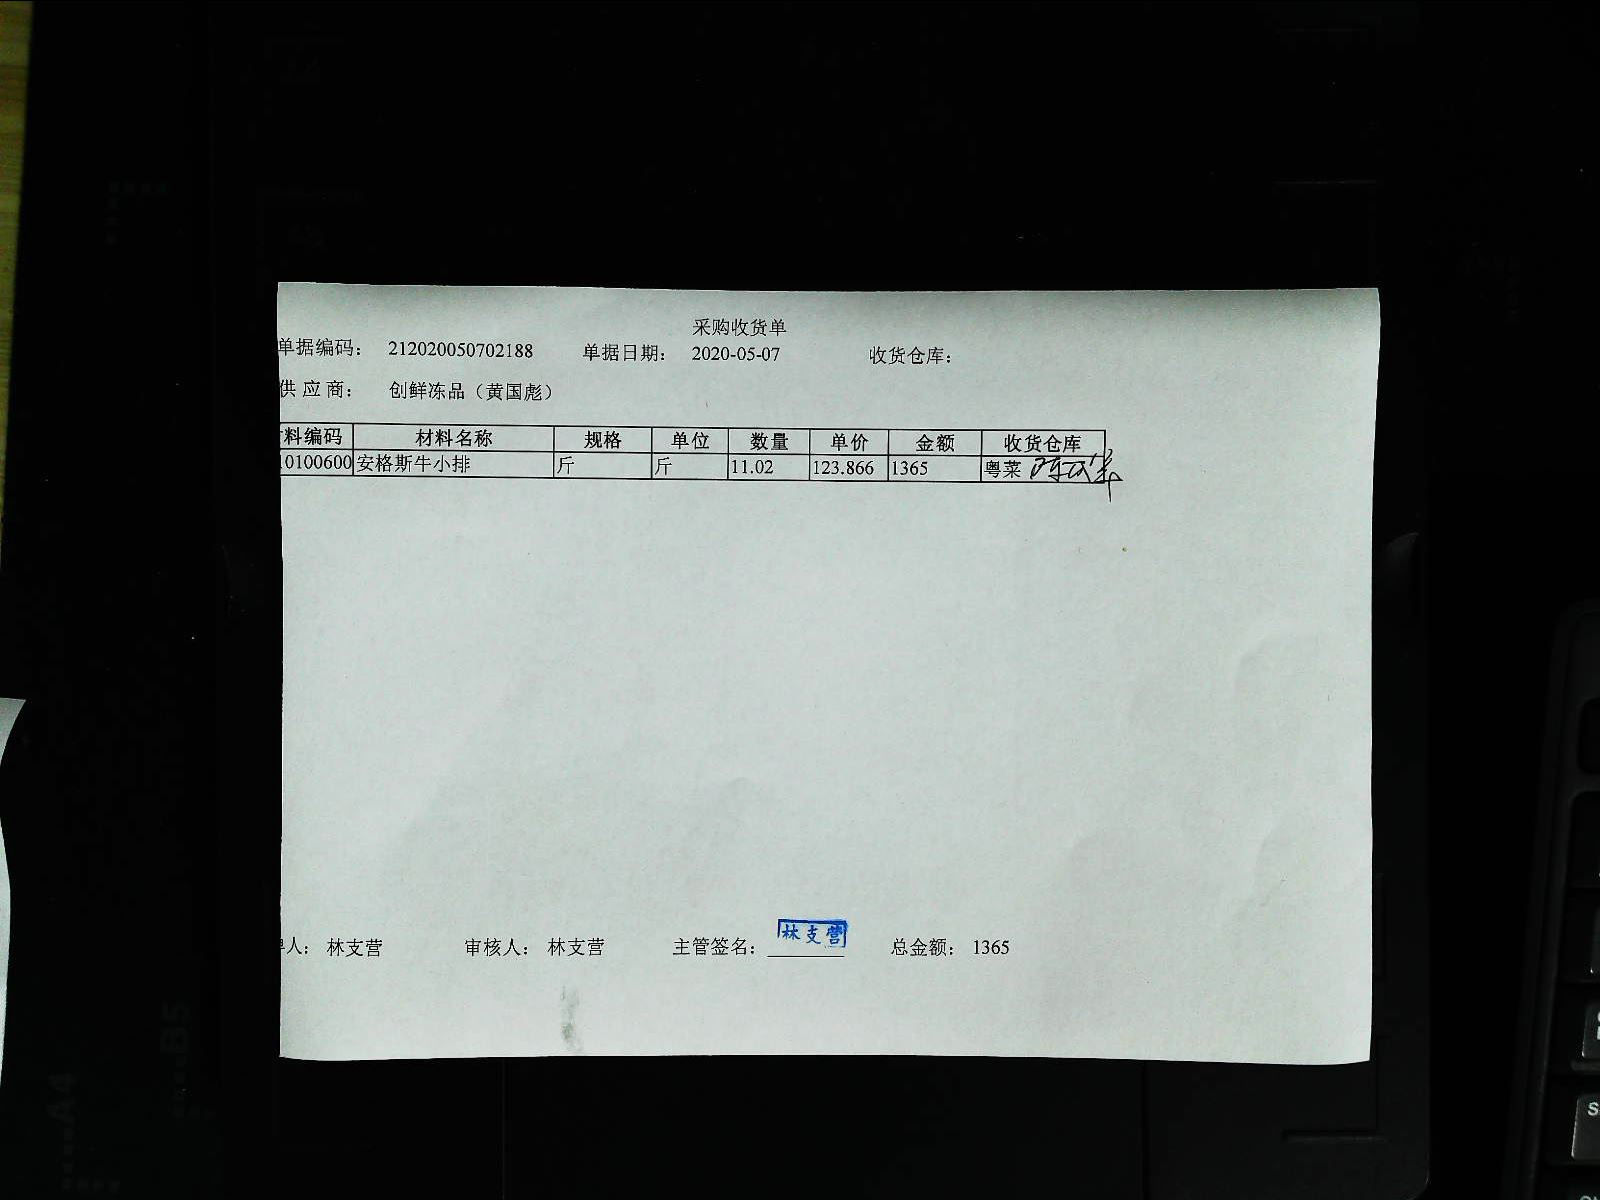 采购收货单
单据编码： 212020050702188 单据日期： 2020-05-07 收货仓库：
供应商： 创鲜冻品（黄国彪）
料编码 材料名称 规格 单位 数量 单价 金额 收货仓库
0100600 安格斯牛小排 斤 斤 11.02 123.866 1365 粤菜
人： 林支营 审核人： 林支营 主管签名： 林支营 总金额： 1365
B5
A4